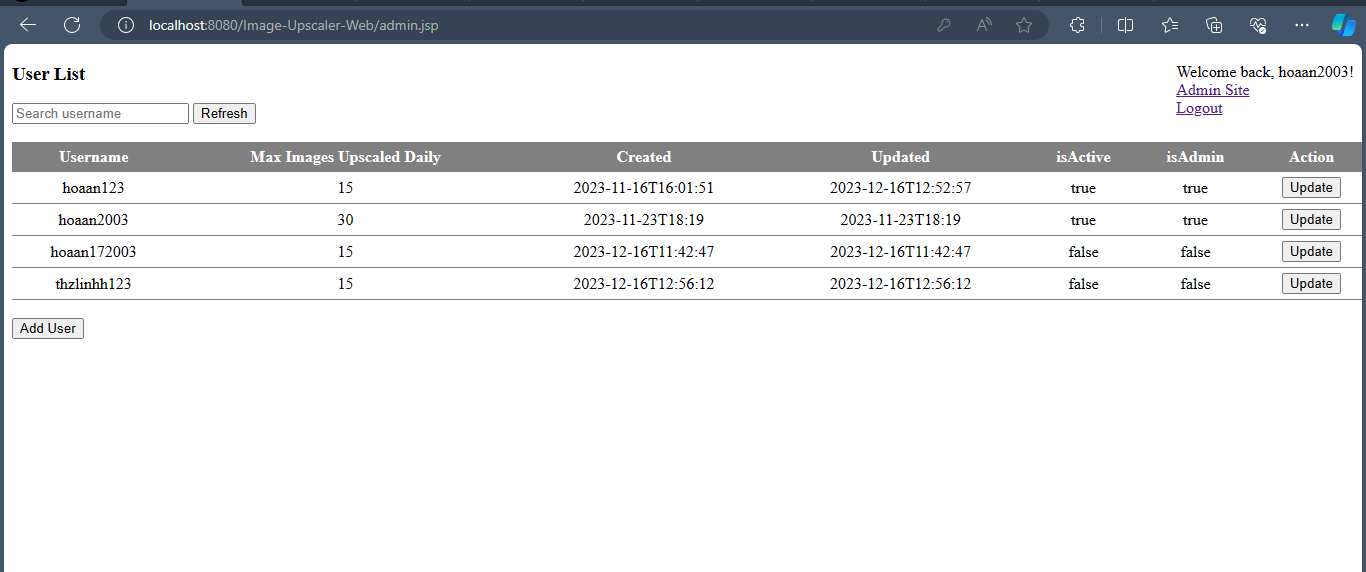 localhost:8080/Image-Upscaler-Web/admin.jsp
User List
Welcome back, hoaan2003!
Admin Site
Logout
Search username Refresh
Username Max Images Upscaled Daily Created Updated isActive isAdmin Action
hoaan123 15 2023-11-16T16:01:51 2023-12-16T12:52:57 true true Update
hoaan2003 30 2023-11-23T18:19 2023-11-23T18:19 true true Update
hoaan172003 15 2023-12-16T11:42:47 2023-12-16T11:42:47 false false Update
thzlinhh123 15 2023-12-16T12:56:12 2023-12-16T12:56:12 false false Update
Add User